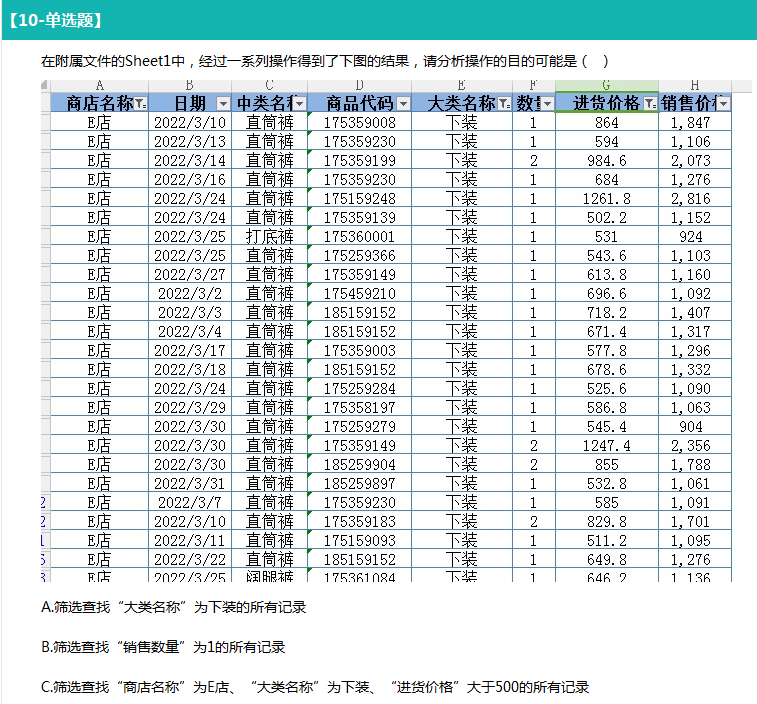 【10-单选题】
在附属文件的Sheet1中，经过一系列操作得到了下图的结果，请分析操作的目的可能是（ ）
A B C D E F G H
商店名称 日期 中类名称 商品代码 大类名称 数量 进货价格 销售价格
E店 2022/3/10 直筒裤 175359008 下装 1 864 1,847
E店 2022/3/13 直筒裤 175359230 下装 1 594 1,106
E店 2022/3/14 直筒裤 175359199 下装 2 984.6 2,073
E店 2022/3/16 直筒裤 175359230 下装 1 684 1,276
E店 2022/3/24 直筒裤 175159248 下装 1 1261.8 2,816
E店 2022/3/24 直筒裤 175359139 下装 1 502.2 1,152
E店 2022/3/25 打底裤 175360001 下装 1 531 924
E店 2022/3/25 直筒裤 175259366 下装 1 543.6 1,103
E店 2022/3/27 直筒裤 175359149 下装 1 613.8 1,160
E店 2022/3/2 直筒裤 175459210 下装 1 696.6 1,092
E店 2022/3/3 直筒裤 185159152 下装 1 718.2 1,407
E店 2022/3/4 直筒裤 185159152 下装 1 671.4 1,317
E店 2022/3/17 直筒裤 175359003 下装 1 577.8 1,296
E店 2022/3/18 直筒裤 185159152 下装 1 678.6 1,332
E店 2022/3/24 直筒裤 175259284 下装 1 525.6 1,090
E店 2022/3/29 直筒裤 175358197 下装 1 586.8 1,063
E店 2022/3/30 直筒裤 175259279 下装 1 545.4 904
E店 2022/3/30 直筒裤 175359149 下装 2 1247.4 2,356
E店 2022/3/30 直筒裤 185259904 下装 2 855 1,788
E店 2022/3/31 直筒裤 185259897 下装 1 532.8 1,061
2 E店 2022/3/7 直筒裤 175359230 下装 1 585 1,091
2 E店 2022/3/10 直筒裤 175359183 下装 2 829.8 1,701
1 E店 2022/3/11 直筒裤 175159093 下装 1 511.2 1,095
5 E店 2022/3/22 直筒裤 185159152 下装 1 649.8 1,276
3 E店 2022/3/25 阔腿裤 175361084 下装 1 646.2 1,136
A.筛选查找“大类名称”为下装的所有记录
B.筛选查找“销售数量”为1的所有记录
C.筛选查找“商店名称”为E店、“大类名称”为下装、“进货价格”大于500的所有记录